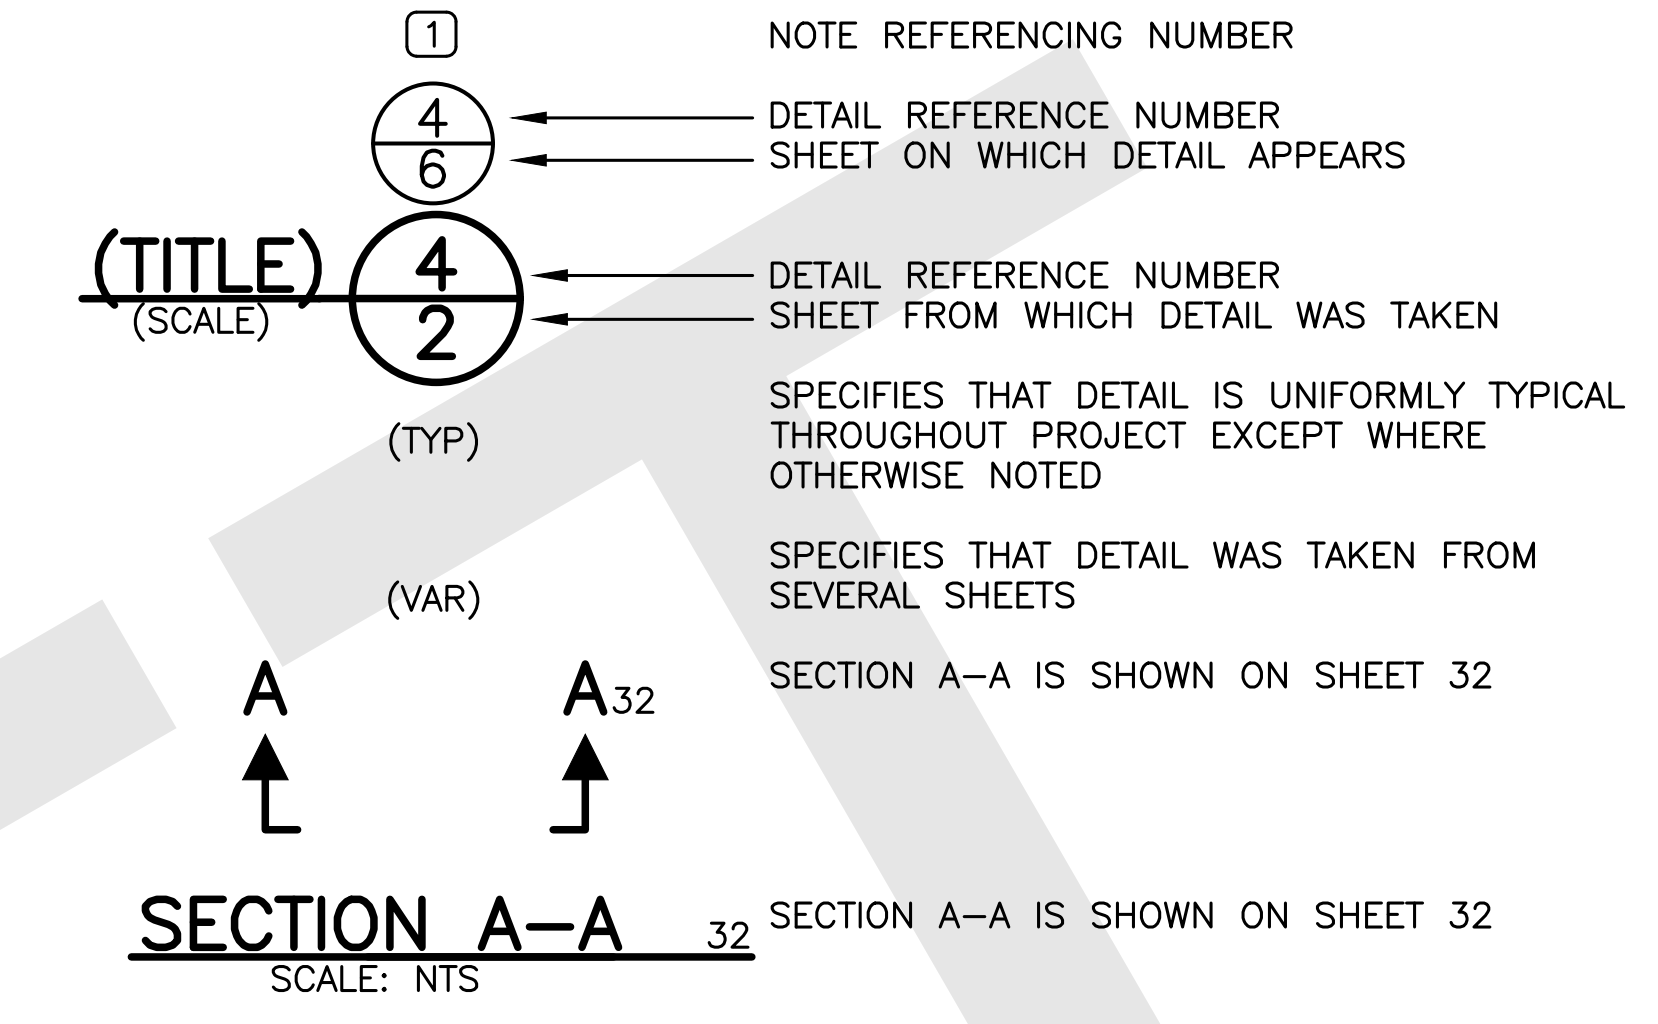 1 NOTE REFERENCING NUMBER
4 DETAIL REFERENCE NUMBER
6 SHEET ON WHICH DETAIL APPEARS
(TITLE) 4 DETAIL REFERENCE NUMBER
(SCALE) 2 SHEET FROM WHICH DETAIL WAS TAKEN
SPECIFIES THAT DETAIL IS UNIFORMLY TYPICAL
(TYP) THROUGHOUT PROJECT EXCEPT WHERE
OTHERWISE NOTED
SPECIFIES THAT DETAIL WAS TAKEN FROM
(VAR) SEVERAL SHEETS
A A 32 SECTION A-A IS SHOWN ON SHEET 32
SECTION A-A 32 SECTION A-A IS SHOWN ON SHEET 32
SCALE: NTS